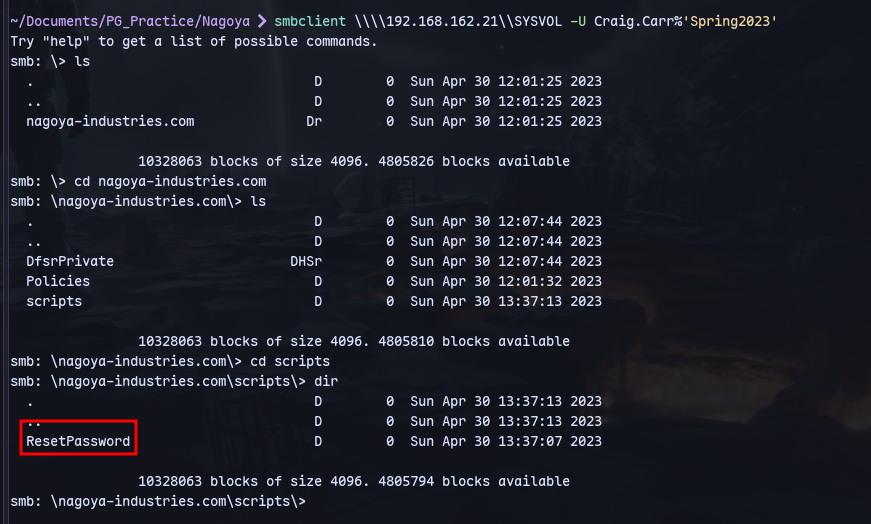 ~/Documents/PG_Practice/Nagoya ❯ smbclient \\\\192.168.162.21\\SYSVOL -U Craig.Carr%'Spring2023'
Try "help" to get a list of possible commands.
smb: \> ls
  .                                   D        0  Sun Apr 30 12:01:25 2023
  ..                                  D        0  Sun Apr 30 12:01:25 2023
  nagoya-industries.com              Dr        0  Sun Apr 30 12:01:25 2023
                10328063 blocks of size 4096. 4805826 blocks available
smb: \> cd nagoya-industries.com
smb: \nagoya-industries.com\> ls
  .                                   D        0  Sun Apr 30 12:07:44 2023
  ..                                  D        0  Sun Apr 30 12:07:44 2023
  DfsrPrivate                      DHSr        0  Sun Apr 30 12:07:44 2023
  Policies                            D        0  Sun Apr 30 12:01:32 2023
  scripts                             D        0  Sun Apr 30 13:37:13 2023
                10328063 blocks of size 4096. 4805810 blocks available
smb: \nagoya-industries.com\> cd scripts
smb: \nagoya-industries.com\scripts\> dir
  .                                   D        0  Sun Apr 30 13:37:13 2023
  ..                                  D        0  Sun Apr 30 13:37:13 2023
  ResetPassword                       D        0  Sun Apr 30 13:37:07 2023
                10328063 blocks of size 4096. 4805794 blocks available
smb: \nagoya-industries.com\scripts\>